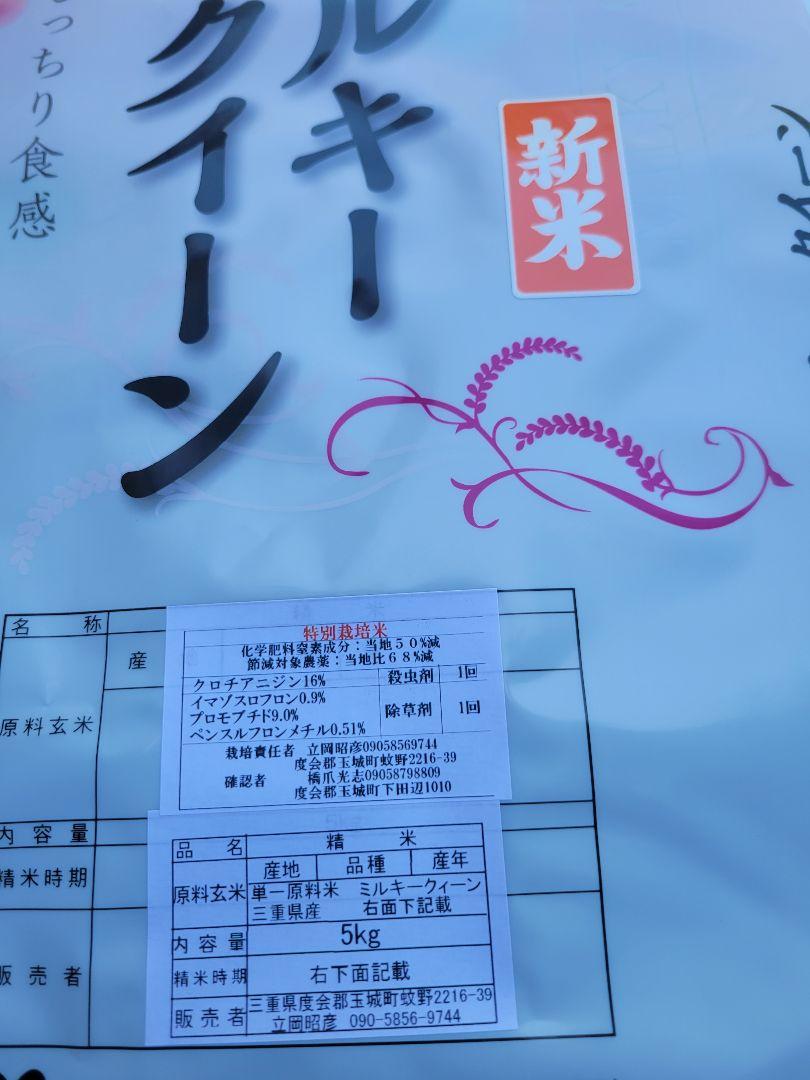 ルキー
クイーン
っちり食感
新米
名称
産
原料玄米
内容量
精米時期
販売者
特別栽培米
化学肥料窒素成分：当地５０%減
節減対象農薬：当地比６８%減
クロチアニジン16% 殺虫剤 1回
イマゾスロフロン0.9%
プロモブチド9.0% 除草剤 1回
ペンスルフロンメチル0.51%
栽培責任者 立岡昭彦09058569744
度会郡玉城町蚊野2216-39
確認者 橋爪光志09058798809
度会郡玉城町下田辺1010
品名 精米
産地 品種 産年
原料玄米 単一原料米 ミルキークィーン
三重県産 右面下記載
内容量 5kg
精米時期 右下面記載
販売者 三重県度会郡玉城町蚊野2216-39
立岡昭彦 090-5856-9744